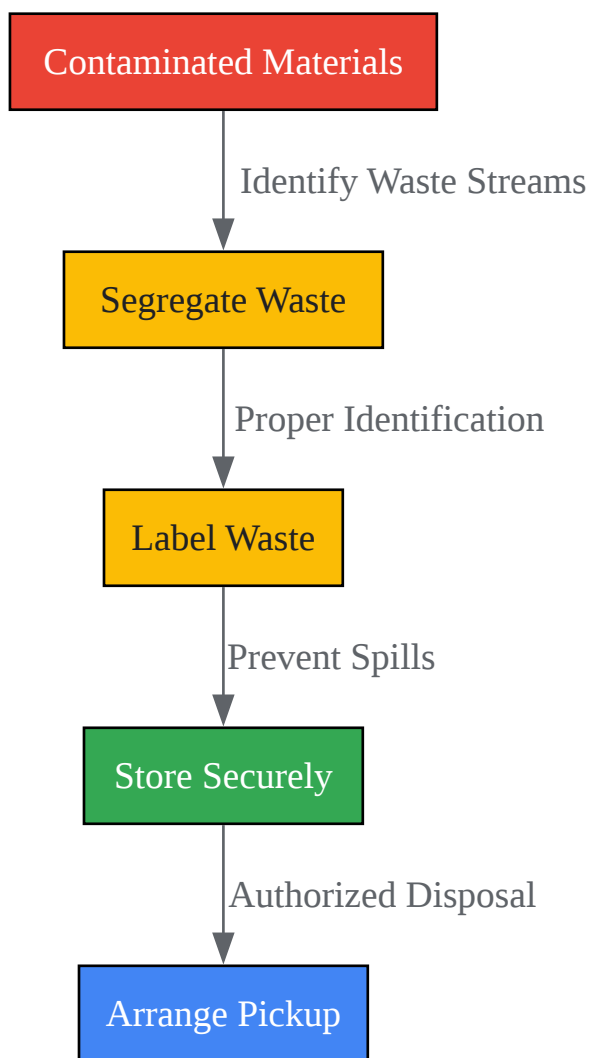 Contaminated Materials
Identify Waste Streams
Segregate Waste
Proper Identification
Label Waste
Prevent Spills
Store Securely
Authorized Disposal
Arrange Pickup